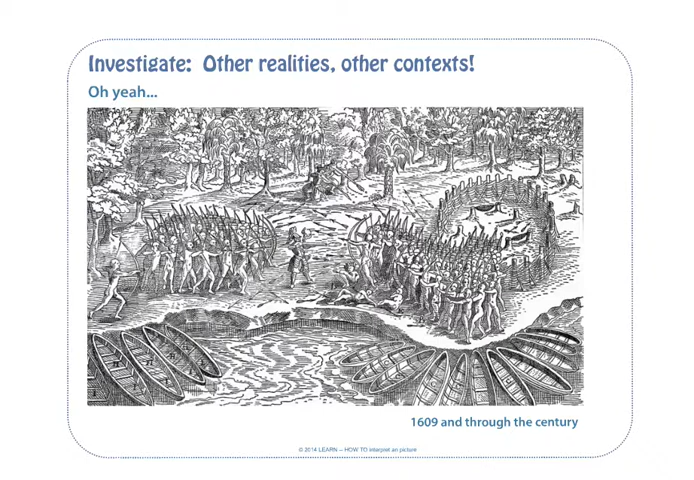 Investigate: Other realities, other contexts!
Oh yeah...
1609 and through the century
© 2014 LEARN – HOW TO interpret an picture